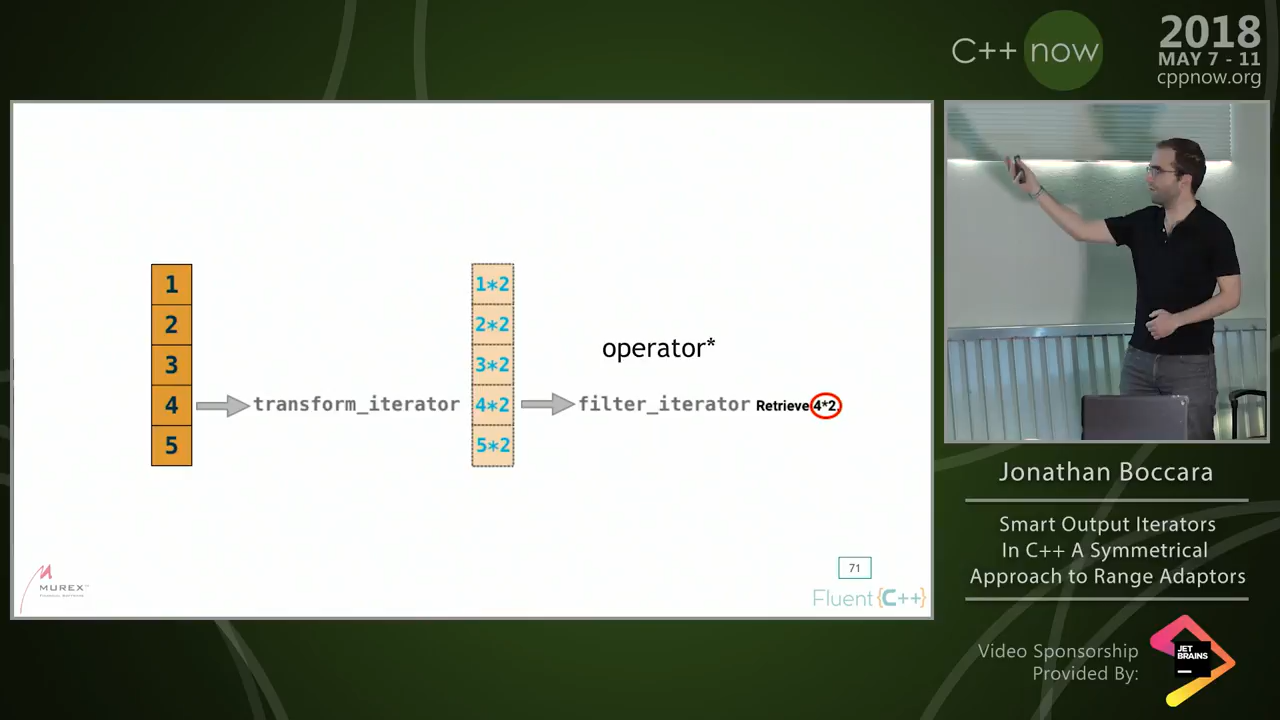 C++ now
2018
MAY 7 - 11
cppnow.org
1
2
3
4
5
transform_iterator
1*2
2*2
3*2
4*2
5*2
operator*
filter_iterator Retrieve 4*2.
MUREX
71
Fluent {C++}
Jonathan Boccara
Smart Output Iterators
In C++ A Symmetrical
Approach to Range Adaptors
Video Sponsorship
Provided By:
JET
BRAINS